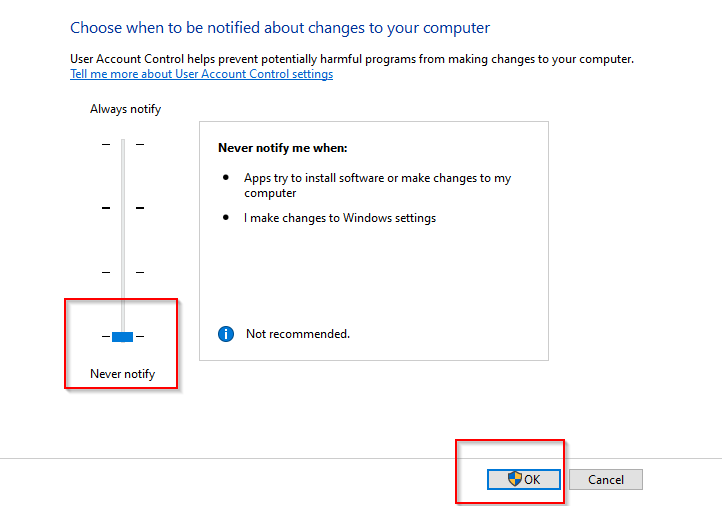 Choose when to be notified about changes to your computer
User Account Control helps prevent potentially harmful programs from making changes to your computer.
Tell me more about User Account Control settings
Always notify
Never notify me when:
Apps try to install software or make changes to my
computer
I make changes to Windows settings
Not recommended.
Never notify
OK
Cancel